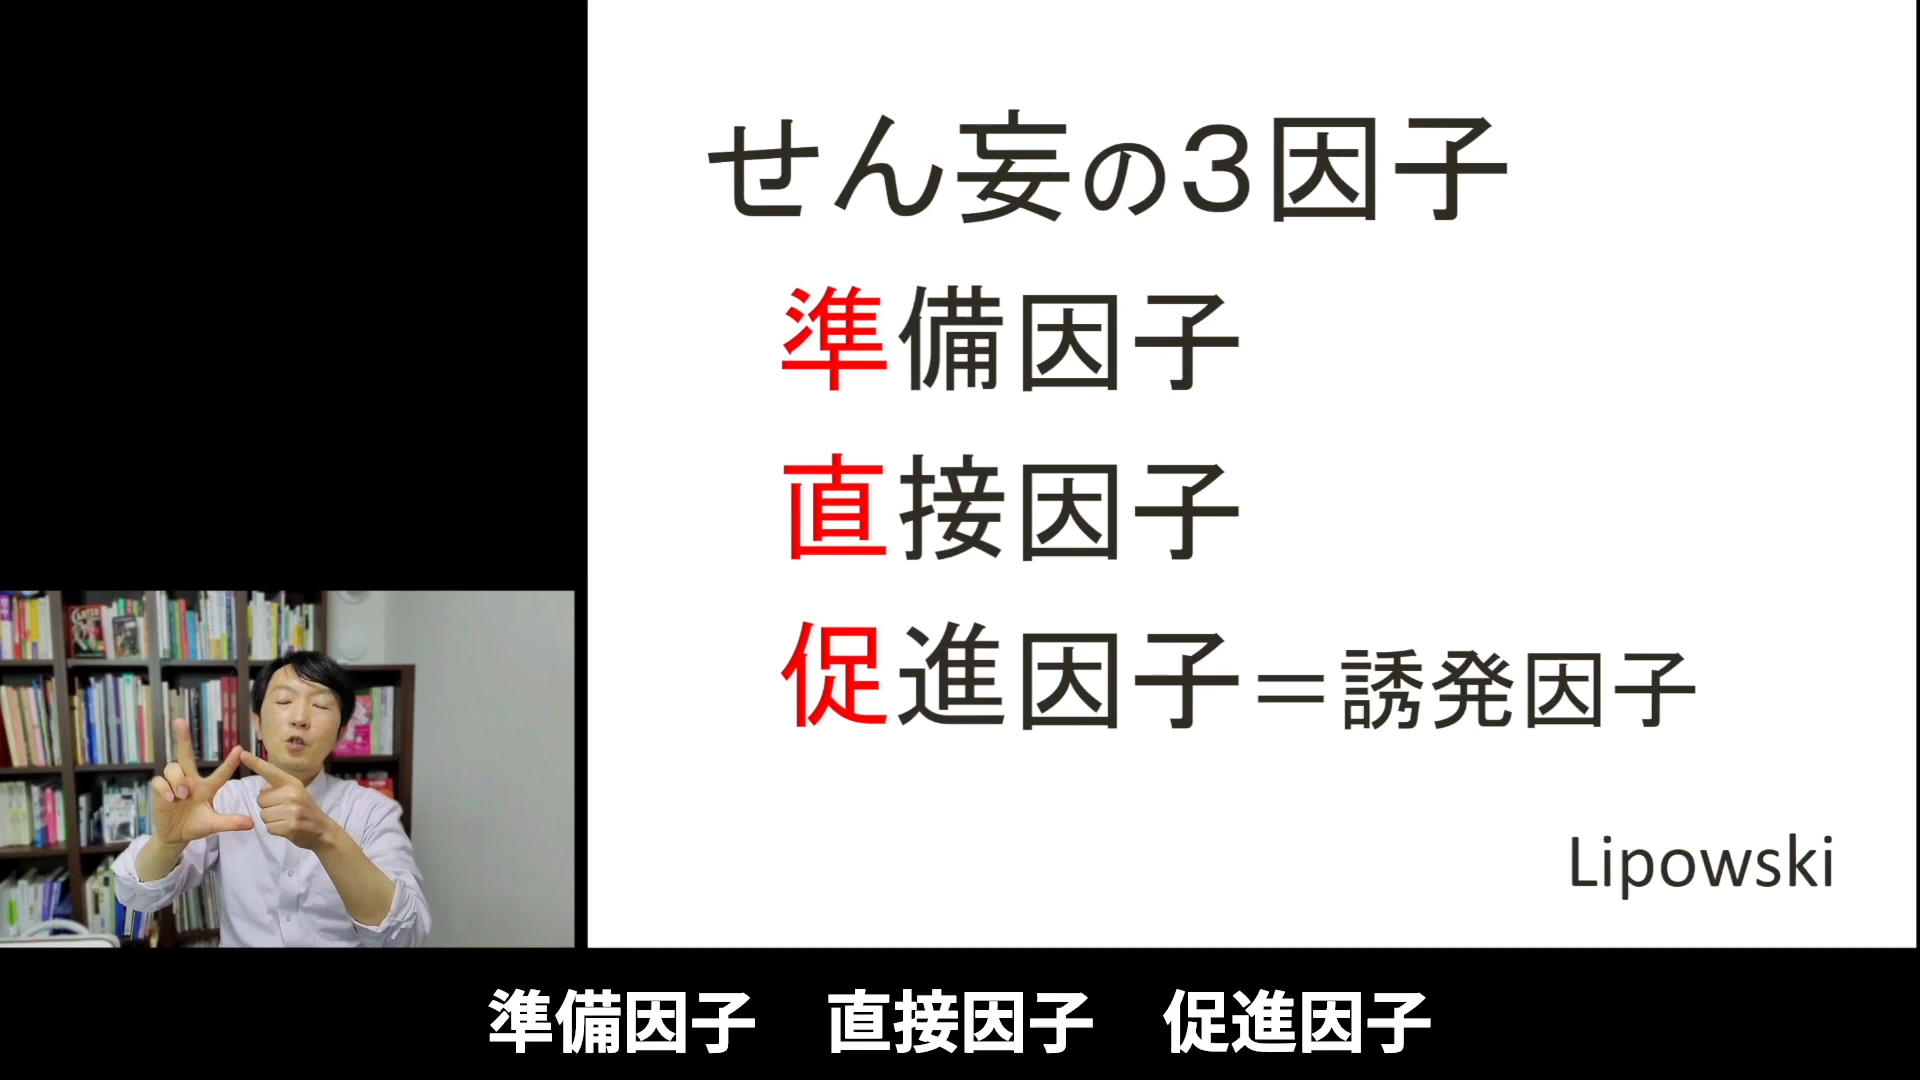 せん妄の3因子
準備因子
直接因子
促進因子＝誘発因子
Lipowski
準備因子　直接因子　促進因子